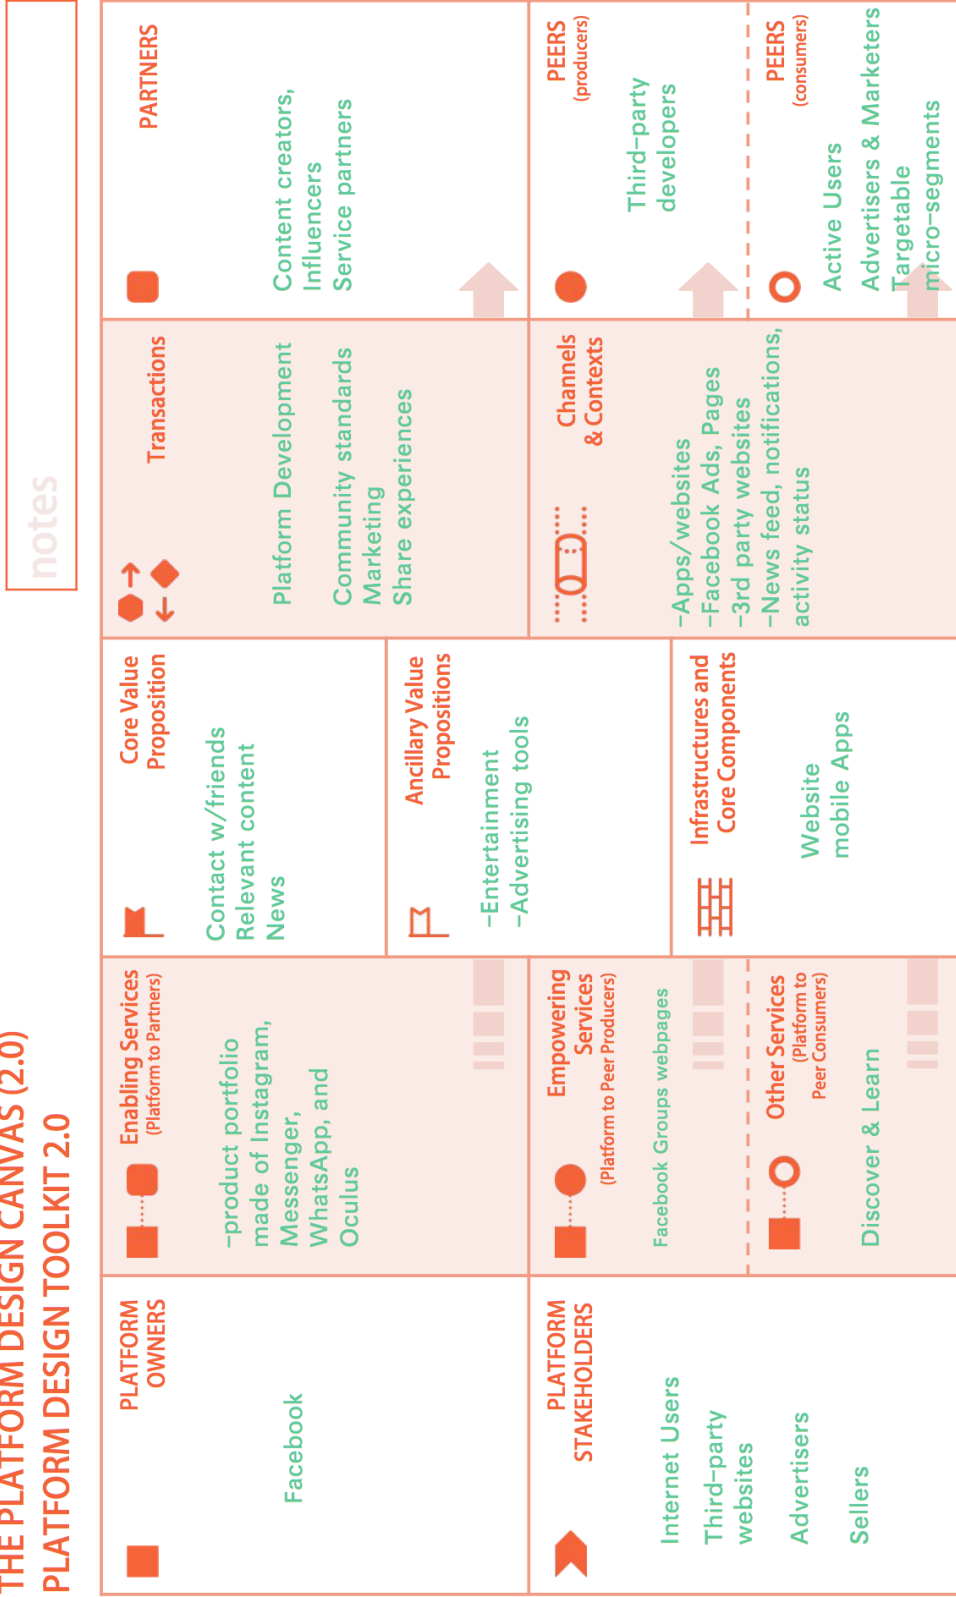 THE PLATFORM DESIGN CANVAS (2.0)
PLATFORM DESIGN TOOLKIT 2.0
notes
PLATFORM
OWNERS
Facebook
PLATFORM
STAKEHOLDERS
Internet Users
Third-party
websites
Advertisers
Sellers
Enabling Services
(Platform to Partners)
-product portfolio
made of Instagram,
Messenger,
WhatsApp, and
Oculus
Empowering
Services
(Platform to Peer Producers)
Facebook Groups webpages
Other Services
(Platform to
Peer Consumers)
Discover & Learn
Core Value
Proposition
Contact w/friends
Relevant content
News
Ancillary Value
Propositions
-Entertainment
-Advertising tools
Infrastructures and
Core Components
Website
mobile Apps
Transactions
Platform Development
Community standards
Marketing
Share experiences
Channels
& Contexts
-Apps/websites
-Facebook Ads, Pages
-3rd party websites
-News feed, notifications,
activity status
PARTNERS
Content creators,
Influencers
Service partners
PEERS
(producers)
Third-party
developers
PEERS
(consumers)
Active Users
Advertisers & Marketers
Targetable
micro-segments